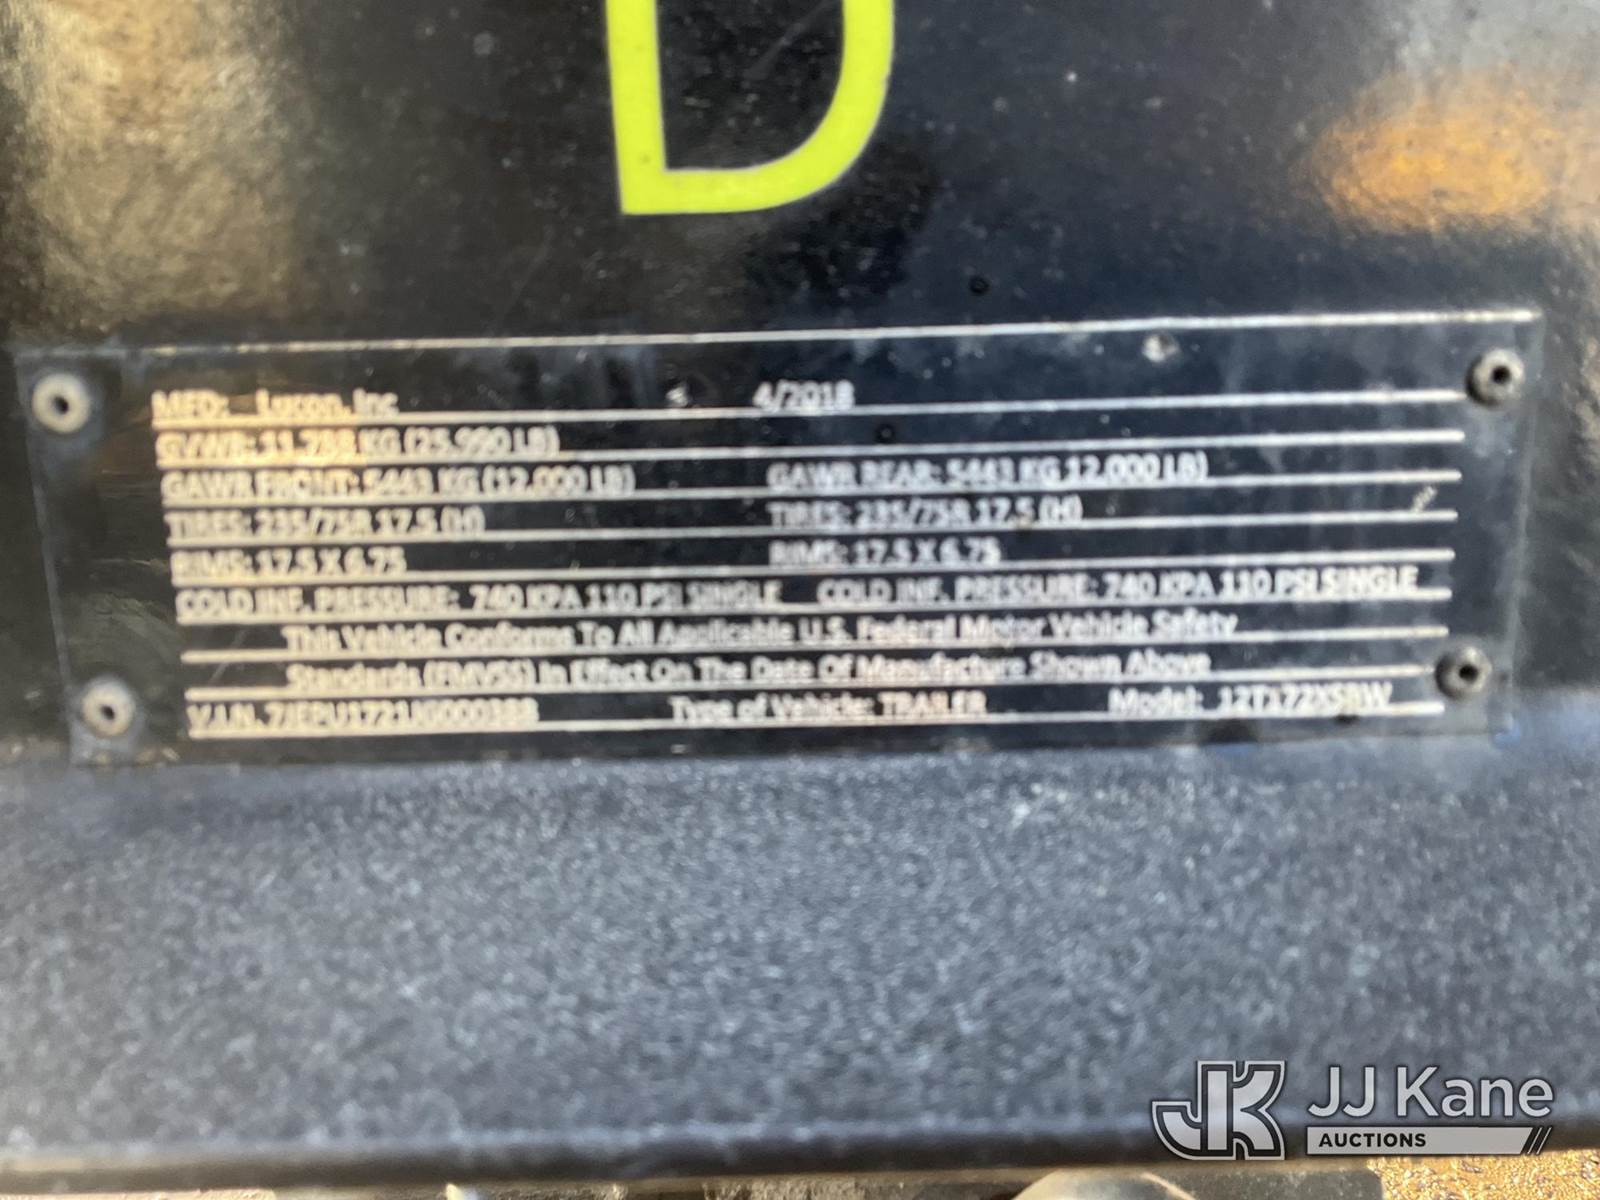 D
MFD: Lucon, Inc 4/2018
GVWR: 11,788 KG (25,990 LB)
GAWR FRONT: 5443 KG (12,000 LB) GAWR REAR: 5443 KG 12,000 LB)
TIRES: 235/75R 17.5 (H) TIRES: 235/75R 17.5 (H)
RIMS: 17.5 X 6.75 RIMS: 17.5 X 6.75
COLD INF. PRESSURE: 740 KPA 110 PSI SINGLE COLD INF. PRESSURE: 740 KPA 110 PSI SINGLE
This Vehicle Conforms To All Applicable U.S. Federal Motor Vehicle Safety
Standards (FMVSS) In Effect On The Date Of Manufacture Shown Above
V.I.N. Type of Vehicle: TRAILER Model:
JK JJ Kane
AUCTIONS